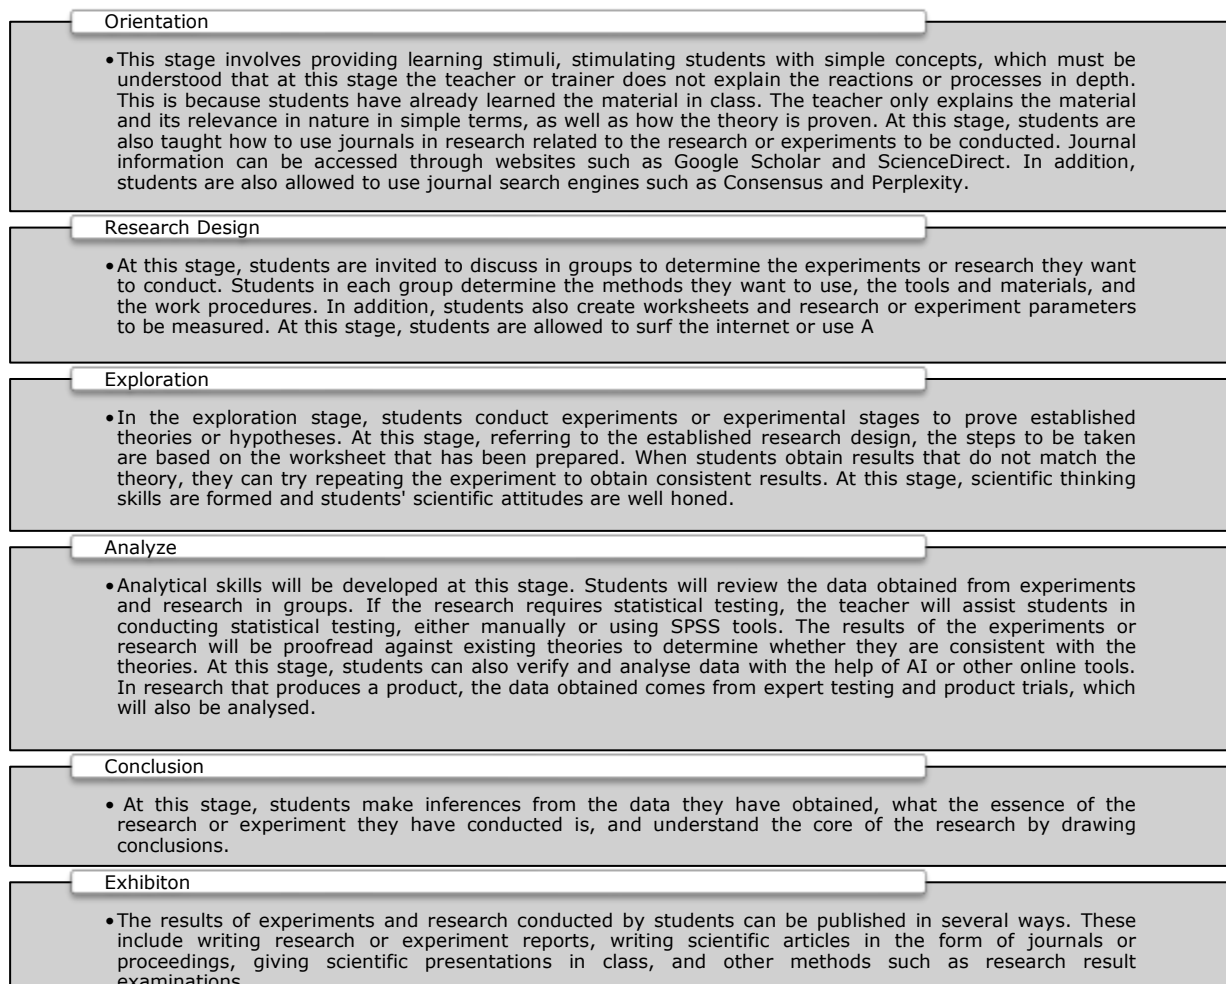 Orientation
•This stage involves providing learning stimuli, stimulating students with simple concepts, which must be
understood that at this stage the teacher or trainer does not explain the reactions or processes in depth.
This is because students have already learned the material in class. The teacher only explains the material
and its relevance in nature in simple terms, as well as how the theory is proven. At this stage, students are
also taught how to use journals in research related to the research or experiments to be conducted. Journal
information can be accessed through websites such as Google Scholar and ScienceDirect. In addition,
students are also allowed to use journal search engines such as Consensus and Perplexity.
Research Design
•At this stage, students are invited to discuss in groups to determine the experiments or research they want
to conduct. Students in each group determine the methods they want to use, the tools and materials, and
the work procedures. In addition, students also create worksheets and research or experiment parameters
to be measured. At this stage, students are allowed to surf the internet or use A
Exploration
•In the exploration stage, students conduct experiments or experimental stages to prove established
theories or hypotheses. At this stage, referring to the established research design, the steps to be taken
are based on the worksheet that has been prepared. When students obtain results that do not match the
theory, they can try repeating the experiment to obtain consistent results. At this stage, scientific thinking
skills are formed and students' scientific attitudes are well honed.
Analyze
•Analytical skills will be developed at this stage. Students will review the data obtained from experiments
and research in groups. If the research requires statistical testing, the teacher will assist students in
conducting statistical testing, either manually or using SPSS tools. The results of the experiments or
research will be proofread against existing theories to determine whether they are consistent with the
theories. At this stage, students can also verify and analyse data with the help of AI or other online tools.
In research that produces a product, the data obtained comes from expert testing and product trials, which
will also be analysed.
Conclusion
• At this stage, students make inferences from the data they have obtained, what the essence of the
research or experiment they have conducted is, and understand the core of the research by drawing
conclusions.
Exhibiton
•The results of experiments and research conducted by students can be published in several ways. These
include writing research or experiment reports, writing scientific articles in the form of journals or
proceedings, giving scientific presentations in class, and other methods such as research result
examinations